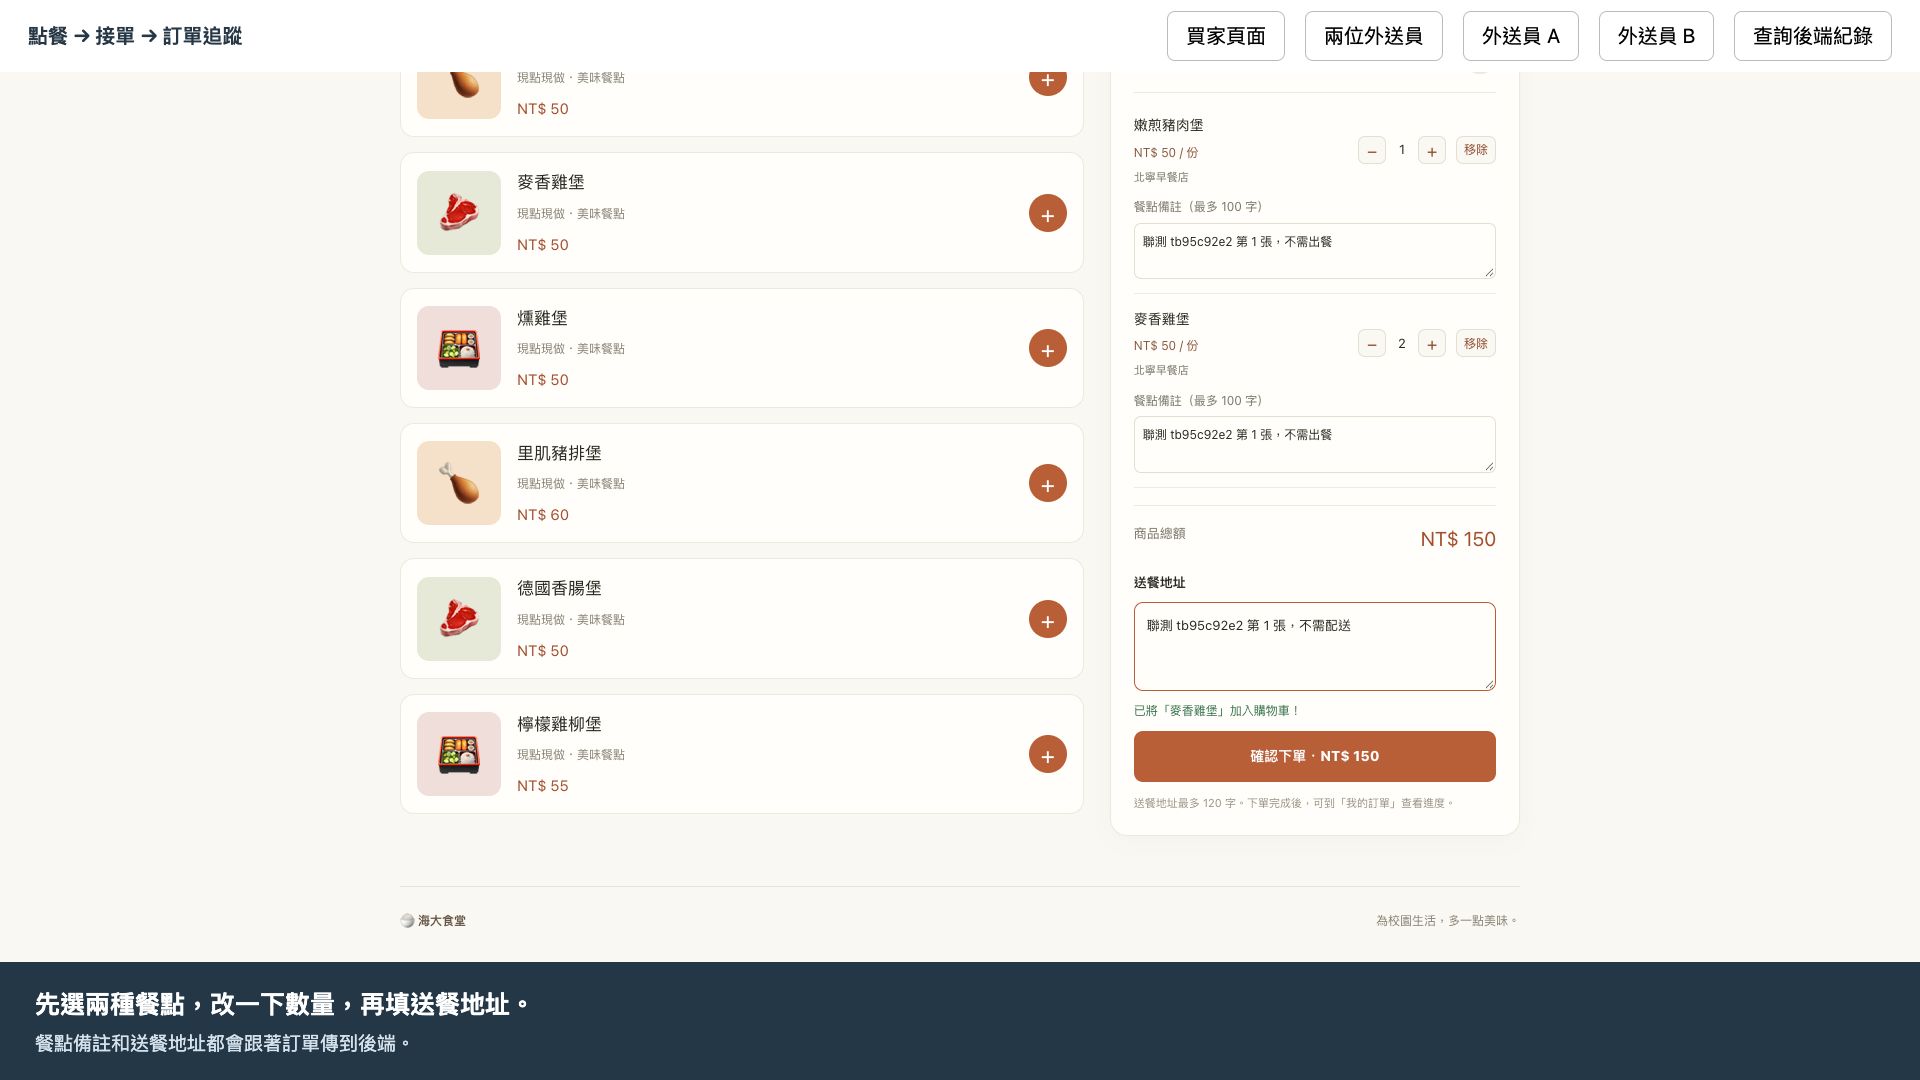 點餐 → 接單 → 訂單追蹤
買家頁面
兩位外送員
外送員 A
外送員 B
查詢後端紀錄
現點現做・美味餐點
NT$ 50
+
麥香雞堡
現點現做・美味餐點
NT$ 50
+
燻雞堡
現點現做・美味餐點
NT$ 50
+
里肌豬排堡
現點現做・美味餐點
NT$ 60
+
德國香腸堡
現點現做・美味餐點
NT$ 50
+
檸檬雞柳堡
現點現做・美味餐點
NT$ 55
+
嫩煎豬肉堡
NT$ 50 / 份
− 1 + 移除
北寧早餐店
餐點備註（最多 100 字）
聯測 tb95c92e2 第 1 張，不需出餐
麥香雞堡
NT$ 50 / 份
− 2 + 移除
北寧早餐店
餐點備註（最多 100 字）
聯測 tb95c92e2 第 1 張，不需出餐
商品總額
NT$ 150
送餐地址
聯測 tb95c92e2 第 1 張，不需配送
已將「麥香雞堡」加入購物車！
確認下單・NT$ 150
送餐地址最多 120 字。下單完成後，可到「我的訂單」查看進度。
海大食堂
為校園生活，多一點美味。
先選兩種餐點，改一下數量，再填送餐地址。
餐點備註和送餐地址都會跟著訂單傳到後端。